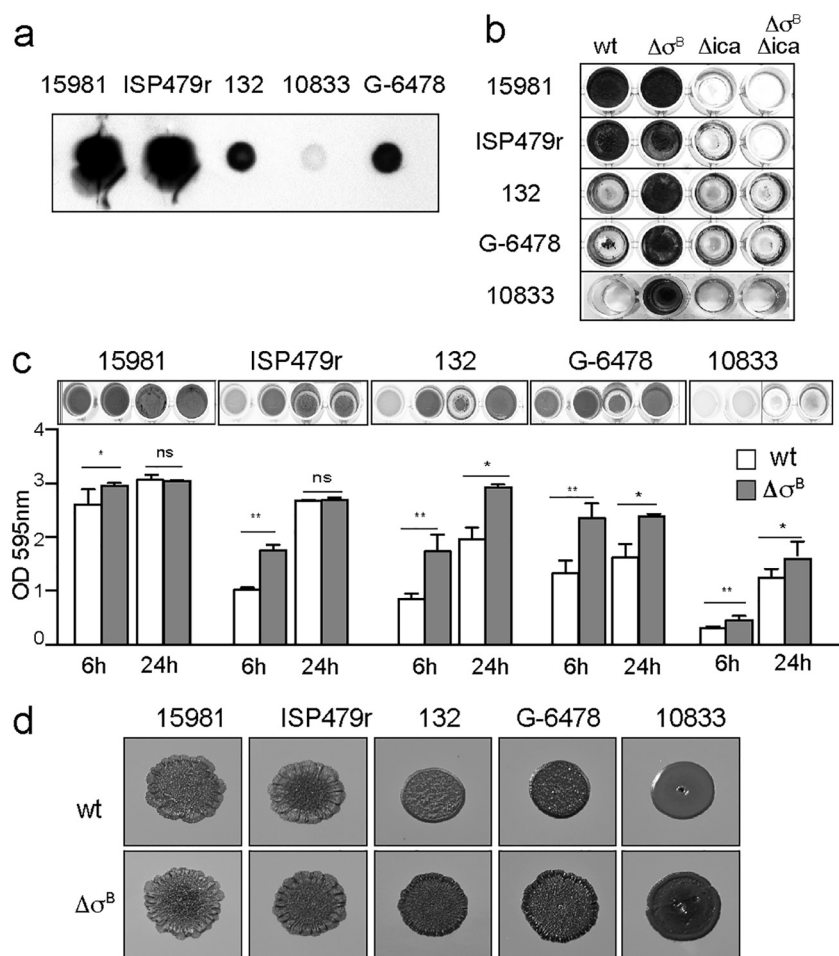 a
15981 ISP479r 132 10833 G-6478
b
wt Δσᴮ Δica Δσᴮ Δica
15981
ISP479r
132
G-6478
10833
c
15981 ISP479r 132 G-6478 10833
4
3
2
1
0
OD 595nm
* ns
** ns
** *
** *
** *
wt
Δσᴮ
6h 24h 6h 24h 6h 24h 6h 24h 6h 24h
d
15981 ISP479r 132 G-6478 10833
wt
Δσᴮ